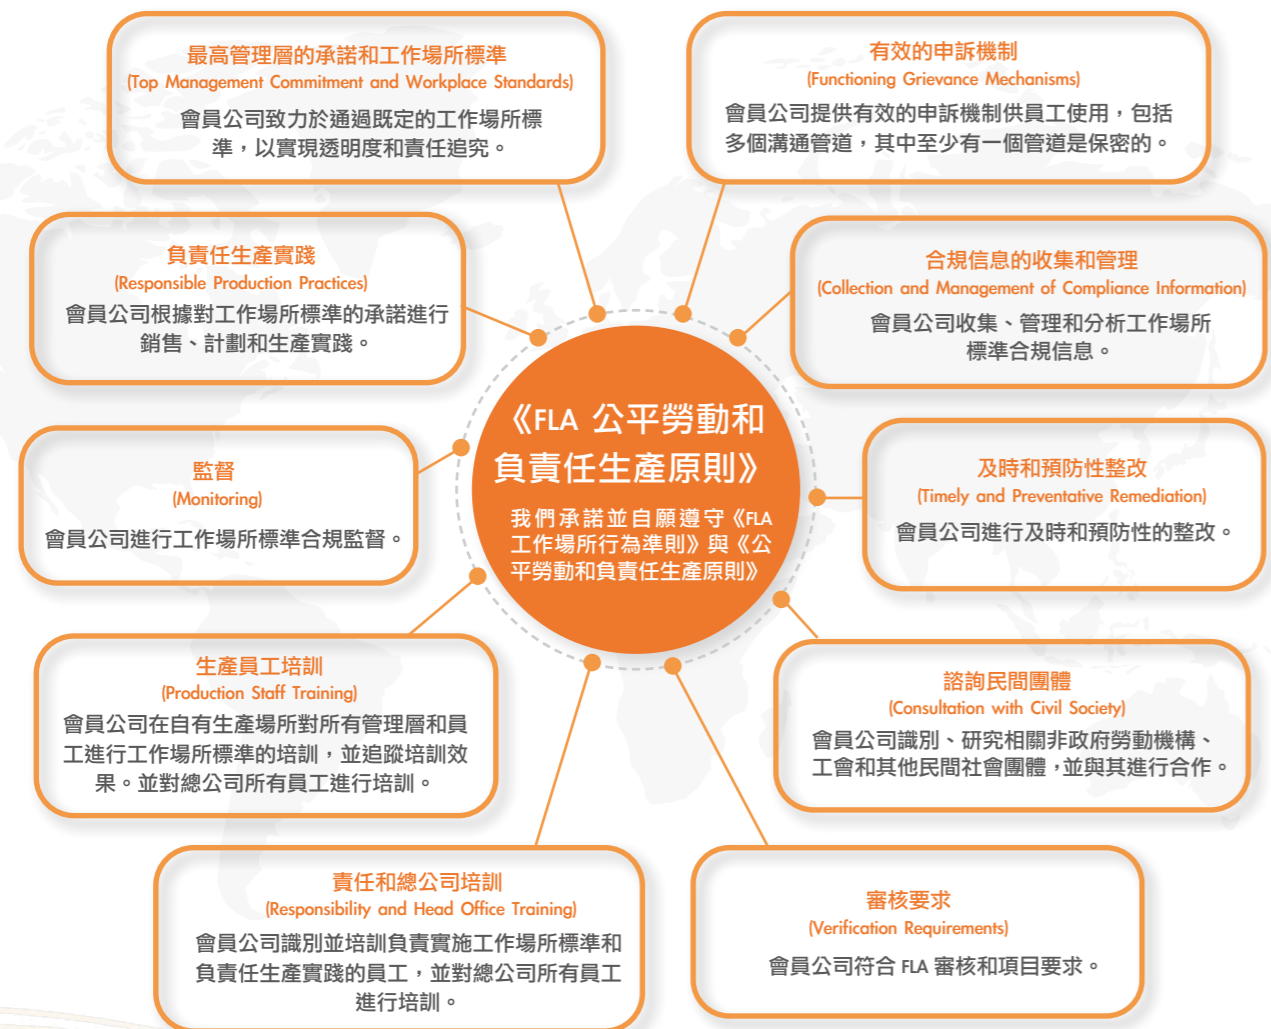 最高管理層的承諾和工作場所標準
(Top Management Commitment and Workplace Standards)
會員公司致力於通過既定的工作場所標
準，以實現透明度和責任追究。
有效的申訴機制
(Functioning Grievance Mechanisms)
會員公司提供有效的申訴機制供員工使用，包括
多個溝通管道，其中至少有一個管道是保密的。
負責任生產實踐
(Responsible Production Practices)
會員公司根據對工作場所標準的承諾進行
銷售、計劃和生產實踐。
合規信息的收集和管理
(Collection and Management of Compliance Information)
會員公司收集、管理和分析工作場所
標準合規信息。
《FLA 公平勞動和
負責任生產原則》
我們承諾並自願遵守《FLA
工作場所行為準則》與《公
平勞動和負責任生產原則》
監督
(Monitoring)
會員公司進行工作場所標準合規監督。
及時和預防性整改
(Timely and Preventative Remediation)
會員公司進行及時和預防性的整改。
生產員工培訓
(Production Staff Training)
會員公司在自有生產場所對所有管理層和員
工進行工作場所標準的培訓，並追蹤培訓效
果。並對總公司所有員工進行培訓。
諮詢民間團體
(Consultation with Civil Society)
會員公司識別、研究相關非政府勞動機構、
工會和其他民間社會團體，並與其進行合作。
責任和總公司培訓
(Responsibility and Head Office Training)
會員公司識別並培訓負責實施工作場所標準和
負責任生產實踐的員工，並對總公司所有員工
進行培訓。
審核要求
(Verification Requirements)
會員公司符合 FLA 審核和項目要求。